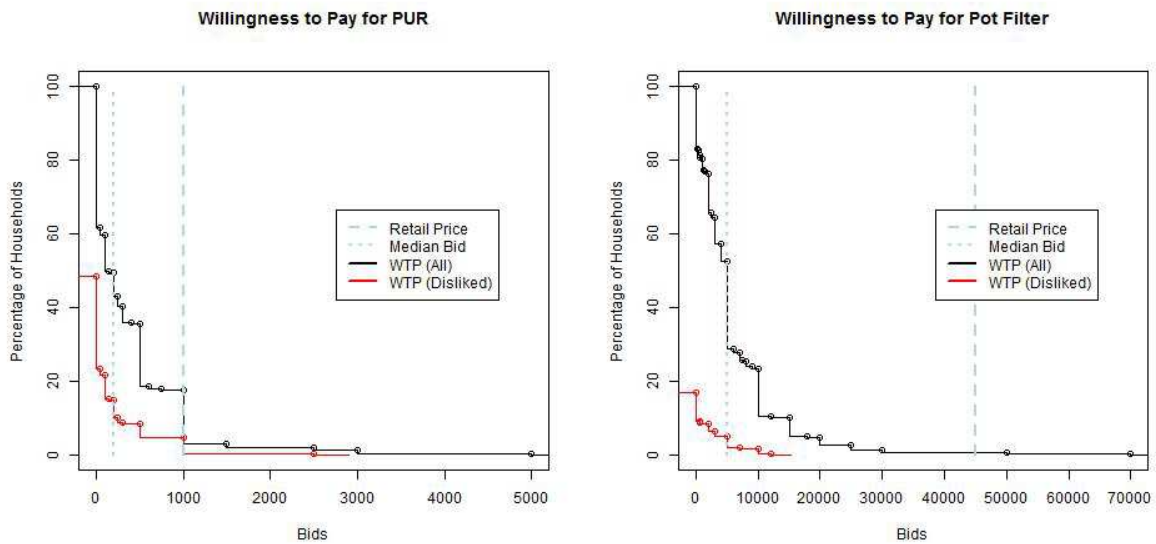 Willingness to Pay for PUR
Percentage of Households
100
80
60
40
20
0
Retail Price
Median Bid
WTP (All)
WTP (Disliked)
0 1000 2000 3000 4000 5000
Bids
Willingness to Pay for Pot Filter
Percentage of Households
100
80
60
40
20
0
Retail Price
Median Bid
WTP (All)
WTP (Disliked)
0 10000 20000 30000 40000 50000 60000 70000
Bids